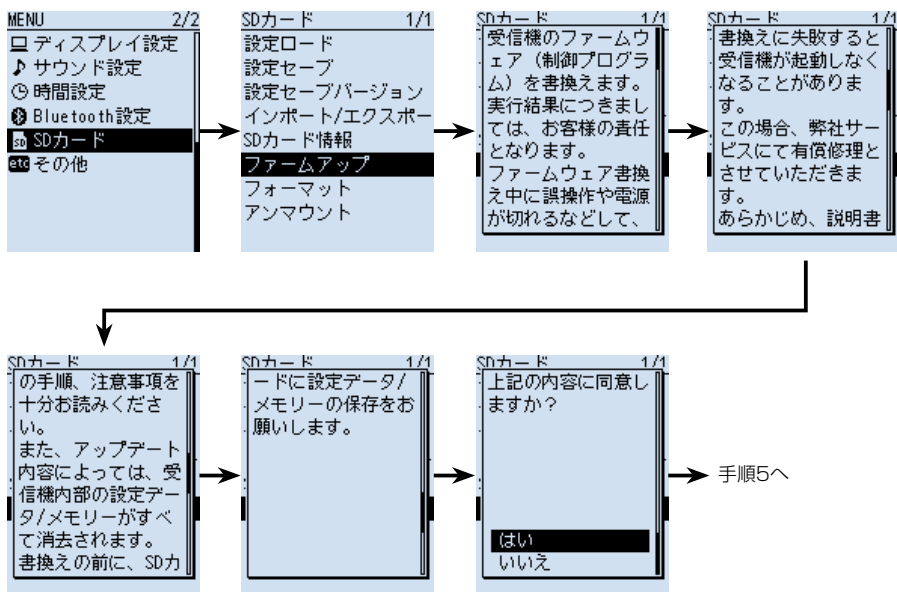 MENU 2/2
ディスプレイ設定
サウンド設定
時間設定
Bluetooth設定
SDカード
etc その他
SDカード 1/1
設定ロード
設定セーブ
設定セーブバージョン
インポート/エクスポー
SDカード情報
ファームアップ
フォーマット
アンマウント
SDカード 1/1
受信機のファームウ
ェア（制御プログラ
ム）を書換えます。
実行結果につきまし
ては、お客様の責任
となります。
ファームウェア書換
え中に誤操作や電源
が切れるなどして、
SDカード 1/1
書換えに失敗すると
受信機が起動しなく
なることがありま
す。
この場合、弊社サー
ビスにて有償修理と
させていただきま
す。
あらかじめ、説明書
SDカード 1/1
の手順、注意事項を
十分お読みくださ
い。
また、アップデート
内容によっては、受
信機内部の設定デー
タ/メモリーがすべ
て消去されます。
書換えの前に、SDカ
SDカード 1/1
ードに設定データ/
メモリーの保存をお
願いします。
SDカード 1/1
上記の内容に同意し
ますか？
はい
いいえ
手順5へ